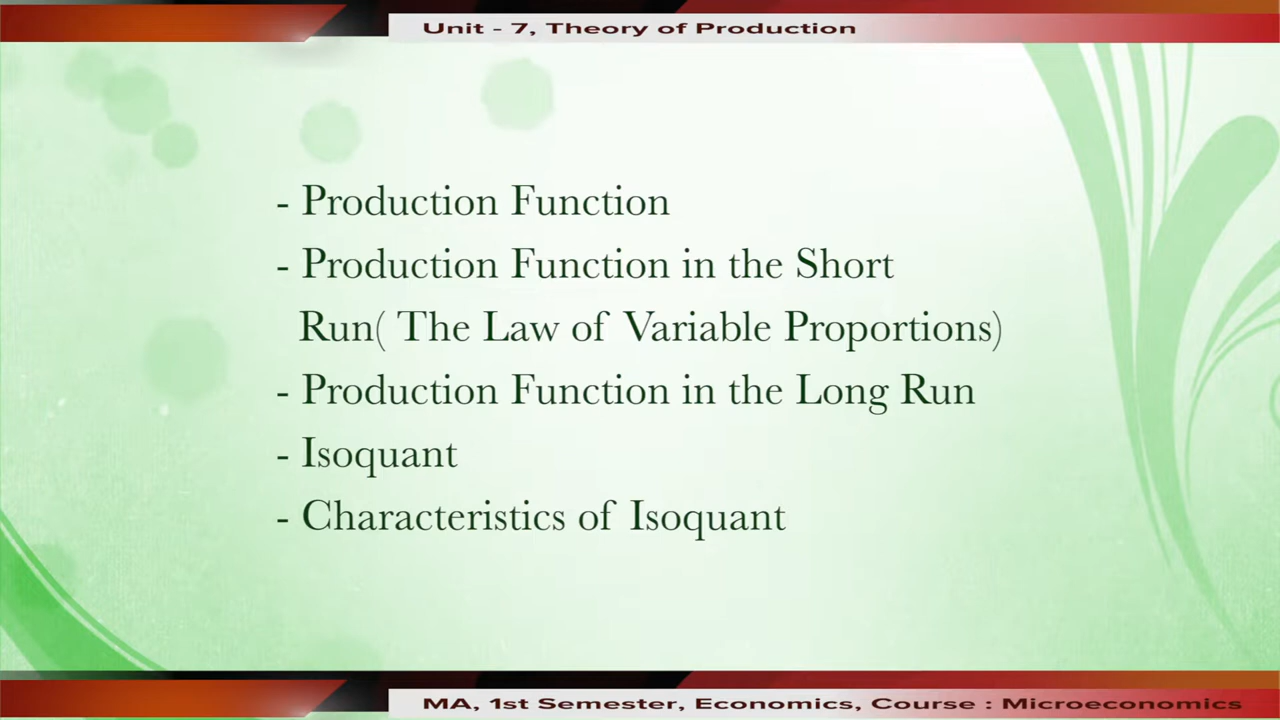 Unit - 7, Theory of Production
- Production Function
- Production Function in the Short
Run( The Law of Variable Proportions)
- Production Function in the Long Run
- Isoquant
- Characteristics of Isoquant
MA, 1st Semester, Economics, Course : Microeconomics